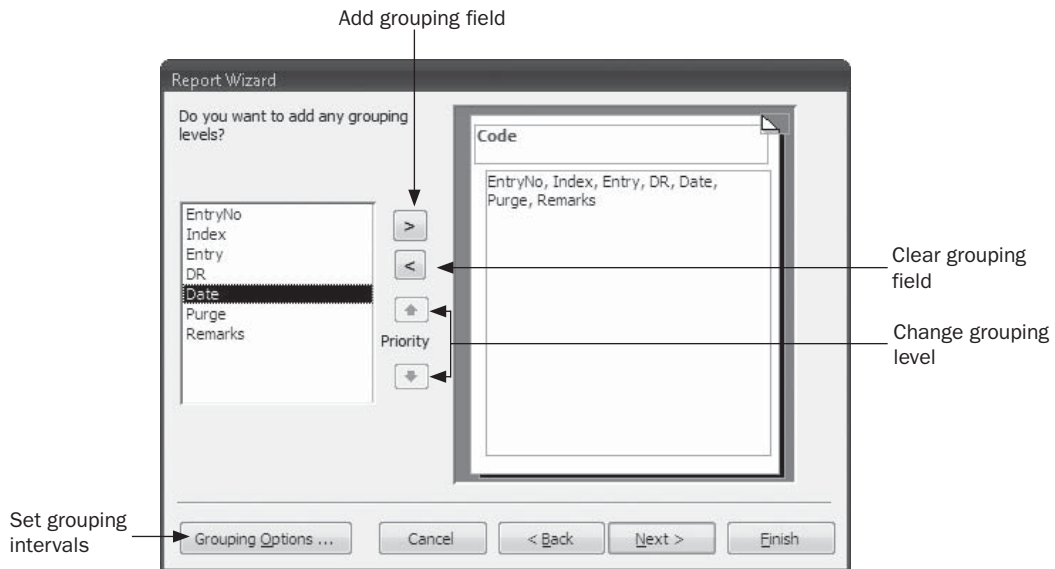 Add grouping field
Report Wizard
Do you want to add any grouping
levels?
EntryNo
Index
Entry
DR
Date
Purge
Remarks
>
<
Priority
Code
EntryNo, Index, Entry, DR, Date,
Purge, Remarks
Clear grouping
field
Change grouping
level
Set grouping
intervals
Grouping Options ...
Cancel
< Back
Next >
Finish